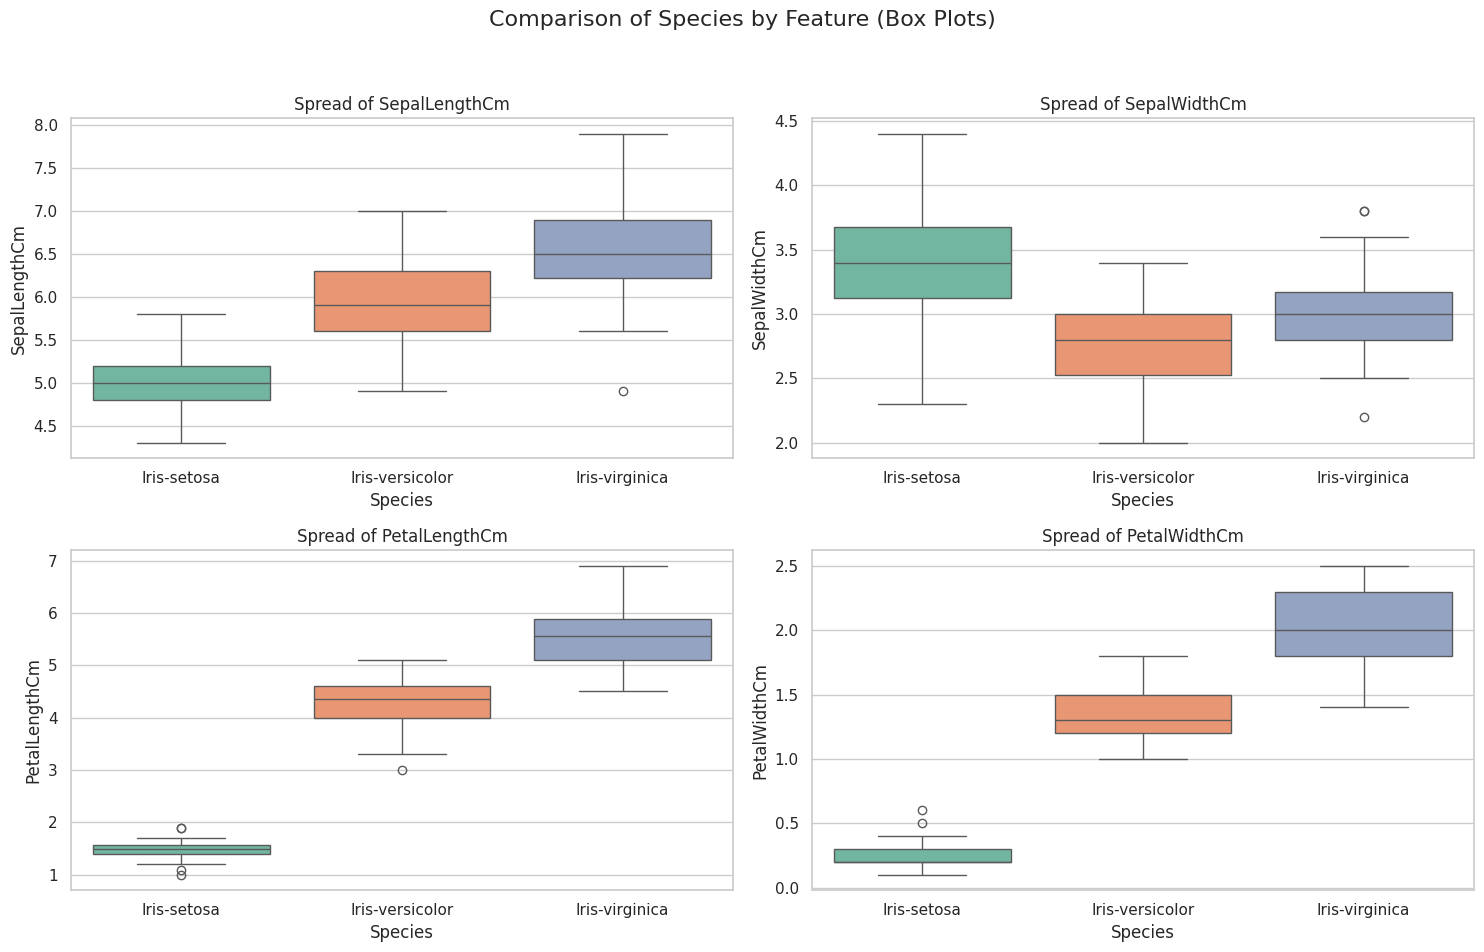 Comparison of Species by Feature (Box Plots)
Spread of SepalLengthCm
SepalLengthCm
8.0
7.5
7.0
6.5
6.0
5.5
5.0
4.5
Iris-setosa Iris-versicolor Iris-virginica
Species
Spread of SepalWidthCm
SepalWidthCm
4.5
4.0
3.5
3.0
2.5
2.0
Iris-setosa Iris-versicolor Iris-virginica
Species
Spread of PetalLengthCm
PetalLengthCm
7
6
5
4
3
2
1
Iris-setosa Iris-versicolor Iris-virginica
Species
Spread of PetalWidthCm
PetalWidthCm
2.5
2.0
1.5
1.0
0.5
0.0
Iris-setosa Iris-versicolor Iris-virginica
Species